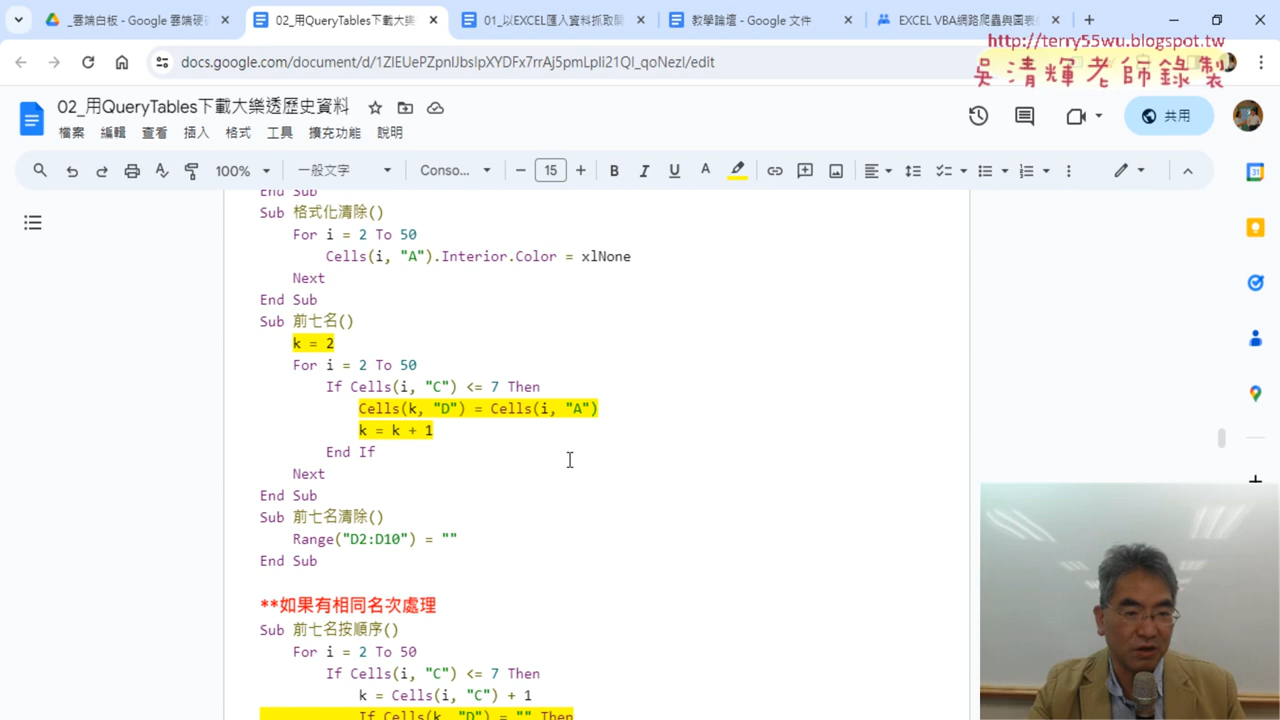 _雲端白板 - Google 雲端硬
02_用QueryTables下載大樂透歷
01_以EXCEL匯入資料抓取
教學論壇 - Google 文件
EXCEL VBA網路爬蟲與圖表
http://terry55wu.blogspot.tw
吳清輝老師錄製
02_用QueryTables下載大樂透歷史資料
檔案 編輯 查看 插入 格式 工具 擴充功能 說明
共用
100% 一般文字 Conso... 15
End Sub
Sub 格式化清除()
For i = 2 To 50
Cells(i, "A").Interior.Color = xlNone
Next
End Sub
Sub 前七名()
k = 2
For i = 2 To 50
If Cells(i, "C") <= 7 Then
Cells(k, "D") = Cells(i, "A")
k = k + 1
End If
Next
End Sub
Sub 前七名清除()
Range("D2:D10") = ""
End Sub
**如果有相同名次處理
Sub 前七名按順序()
For i = 2 To 50
If Cells(i, "C") <= 7 Then
k = Cells(i, "C") + 1
If Cells(k, "D") = "" Then